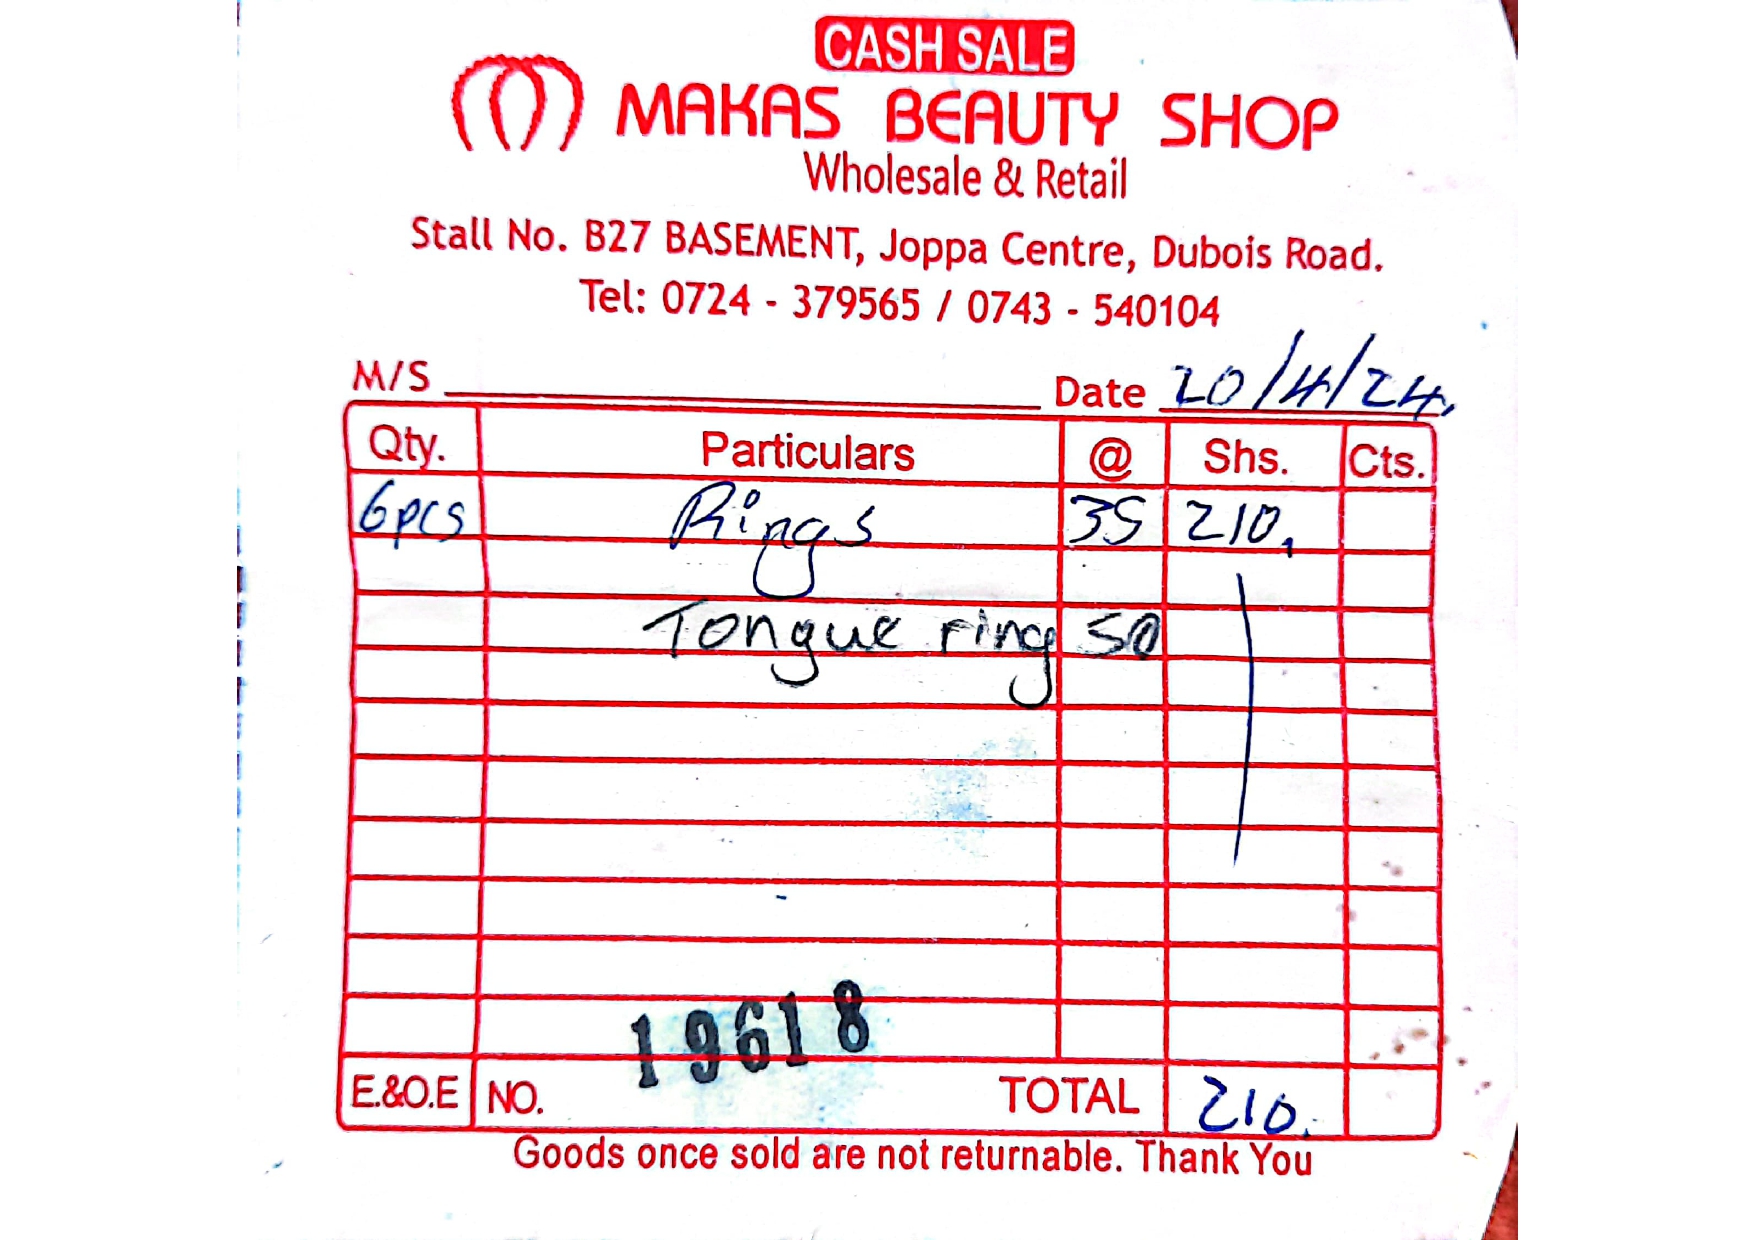 CASH SALE
MAKAS BEAUTY SHOP
Wholesale & Retail
Stall No. B27 BASEMENT, Joppa Centre, Dubois Road.
Tel: 0724 - 379565 / 0743 - 540104
M/S Date 20/4/24.
Qty. Particulars @ Shs. Cts.
6pcs Rings 35 210,
Tongue ring 50
19618
E.&O.E NO. TOTAL 210.
Goods once sold are not returnable. Thank You